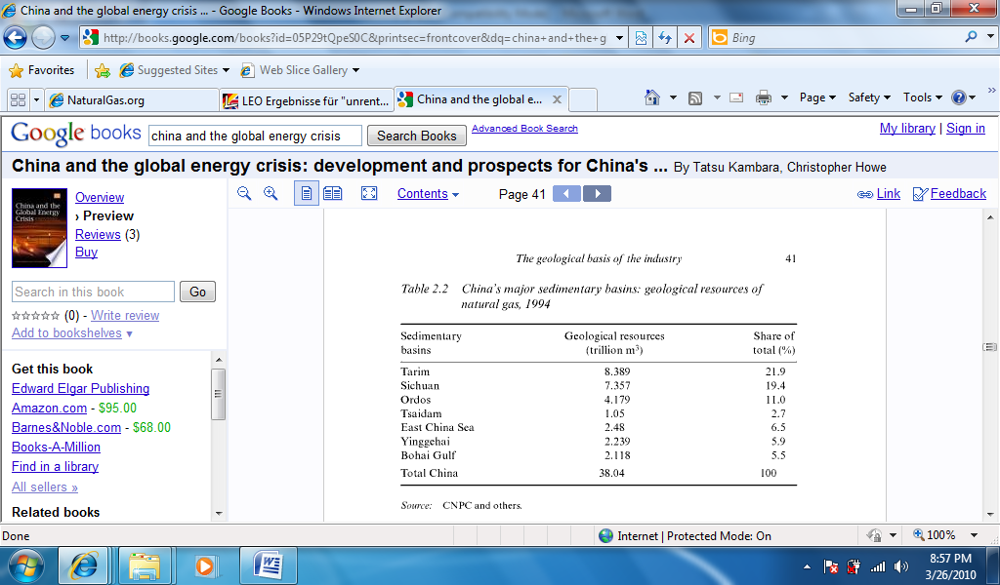 China and the global energy crisis ... - Google Books - Windows Internet Explorer
http://books.google.com/books?id=05P29tQpeS0C&printsec=frontcover&dq=china+and+the+g
Bing
Favorites
Suggested Sites
Web Slice Gallery
NaturalGas.org
LEO Ergebnisse für "unrent...
China and the global e...
Page
Safety
Tools
»
Google books
china and the global energy crisis
Search Books
Advanced Book Search
My library | Sign in
China and the global energy crisis: development and prospects for China's ... By Tatsu Kambara, Christopher Howe
China and the
Global Energy
Crisis
Overview
› Preview
Reviews (3)
Buy
Search in this book
Go
(0) - Write review
Add to bookshelves ▼
Get this book
Edward Elgar Publishing
Amazon.com - $95.00
Barnes&Noble.com - $68.00
Books-A-Million
Find in a library
All sellers »
Related books
Contents
Page 41
Link
Feedback
The geological basis of the industry 41
Table 2.2 China's major sedimentary basins: geological resources of
natural gas, 1994
Sedimentary Geological resources Share of
basins (trillion m³) total (%)
Tarim 8.389 21.9
Sichuan 7.357 19.4
Ordos 4.179 11.0
Tsaidam 1.05 2.7
East China Sea 2.48 6.5
Yinggehai 2.239 5.9
Bohai Gulf 2.118 5.5
Total China 38.04 100
Source: CNPC and others.
Done
Internet | Protected Mode: On
100%
8:57 PM
3/26/2010